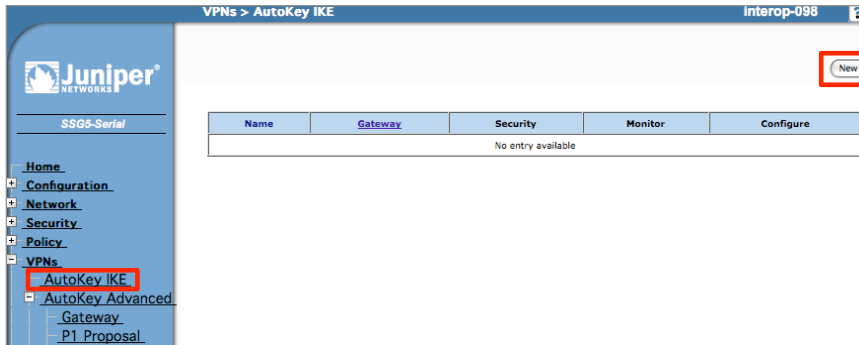 VPNs > AutoKey IKE interop-098 ?
Juniper®
NETWORKS
New
SSG5-Serial
Name Gateway Security Monitor Configure
No entry available
Home
Configuration
Network
Security
Policy
VPNs
AutoKey IKE
AutoKey Advanced
Gateway
P1 Proposal